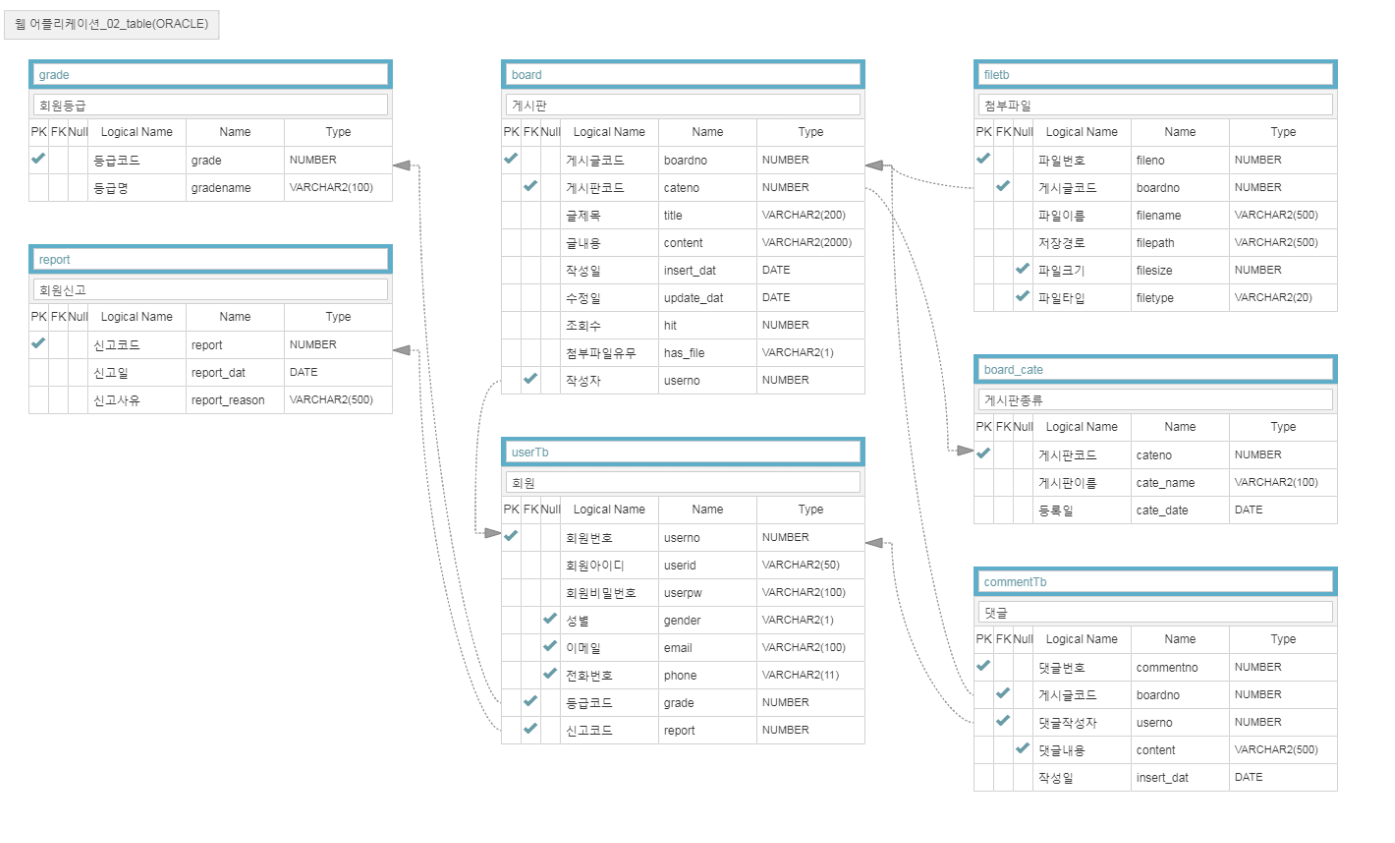 웹 어플리케이션_02_table(ORACLE)
grade
회원등급
PK FK Null Logical Name Name Type
등급코드 grade NUMBER
등급명 gradename VARCHAR2(100)
report
회원신고
PK FK Null Logical Name Name Type
신고코드 report NUMBER
신고일 report_dat DATE
신고사유 report_reason VARCHAR2(500)
board
게시판
PK FK Null Logical Name Name Type
게시글코드 boardno NUMBER
게시판코드 cateno NUMBER
글제목 title VARCHAR2(200)
글내용 content VARCHAR2(2000)
작성일 insert_dat DATE
수정일 update_dat DATE
조회수 hit NUMBER
첨부파일유무 has_file VARCHAR2(1)
작성자 userno NUMBER
userTb
회원
PK FK Null Logical Name Name Type
회원번호 userno NUMBER
회원아이디 userid VARCHAR2(50)
회원비밀번호 userpw VARCHAR2(100)
성별 gender VARCHAR2(1)
이메일 email VARCHAR2(100)
전화번호 phone VARCHAR2(11)
등급코드 grade NUMBER
신고코드 report NUMBER
filetb
첨부파일
PK FK Null Logical Name Name Type
파일번호 fileno NUMBER
게시글코드 boardno NUMBER
파일이름 filename VARCHAR2(500)
저장경로 filepath VARCHAR2(500)
파일크기 filesize NUMBER
파일타입 filetype VARCHAR2(20)
board_cate
게시판종류
PK FK Null Logical Name Name Type
게시판코드 cateno NUMBER
게시판이름 cate_name VARCHAR2(100)
등록일 cate_date DATE
commentTb
댓글
PK FK Null Logical Name Name Type
댓글번호 commentno NUMBER
게시글코드 boardno NUMBER
댓글작성자 userno NUMBER
댓글내용 content VARCHAR2(500)
작성일 insert_dat DATE